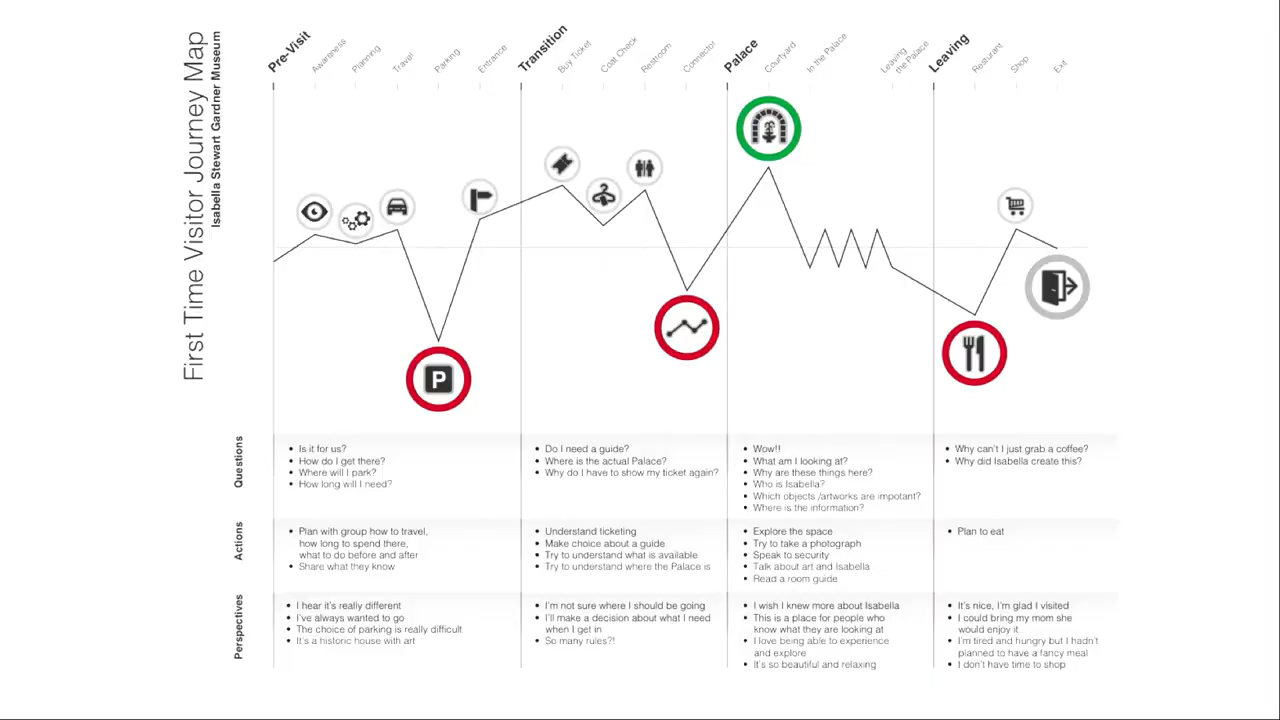 First Time Visitor Journey Map
Isabella Stewart Gardner Museum
Pre-Visit
Awareness
Planning
Travel
Parking
Entrance
Transition
Buy Ticket
Coat Check
Restroom
Connector
Palace
Courtyard
In the Palace
Leaving
the Palace
Leaving
Resturant
Shop
Exit
P
Questions
• Is it for us?
• How do I get there?
• Where will I park?
• How long will I need?
• Do I need a guide?
• Where is the actual Palace?
• Why do I have to show my ticket again?
• Wow!!
• What am I looking at?
• Why are these things here?
• Who is Isabella?
• Which objects /artworks are impotant?
• Where is the information?
• Why can't I just grab a coffee?
• Why did Isabella create this?
Actions
• Plan with group how to travel,
how long to spend there,
what to do before and after
• Share what they know
• Understand ticketing
• Make choice about a guide
• Try to understand what is available
• Try to understand where the Palace is
• Explore the space
• Try to take a photograph
• Speak to security
• Talk about art and Isabella
• Read a room guide
• Plan to eat
Perspectives
• I hear it's really different
• I've always wanted to go
• The choice of parking is really difficult
• It's a historic house with art
• I'm not sure where I should be going
• I'll make a decision about what I need
when I get in
• So many rules?!
• I wish I knew more about Isabella
• This is a place for people who
know what they are looking at
• I love being able to experience
and explore
• It's so beautiful and relaxing
• It's nice, I'm glad I visited
• I could bring my mom she
would enjoy it
• I'm tired and hungry but I hadn't
planned to have a fancy meal
• I don't have time to shop